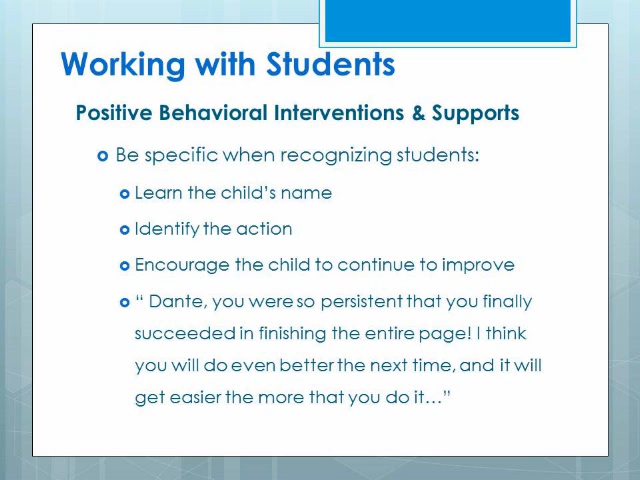 Working with Students
Positive Behavioral Interventions & Supports
Be specific when recognizing students:
Learn the child's name
Identify the action
Encourage the child to continue to improve
“ Dante, you were so persistent that you finally
succeeded in finishing the entire page! I think
you will do even better the next time, and it will
get easier the more that you do it…”